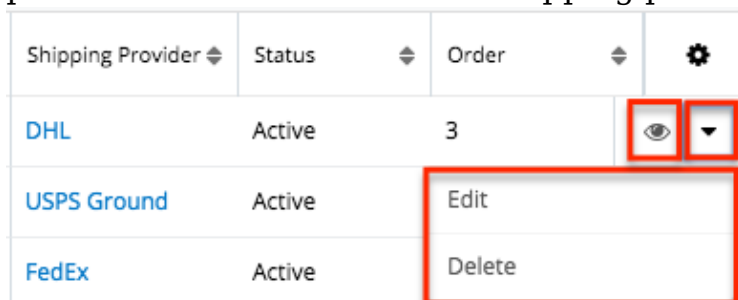 Shipping Provider Status Order
DHL Active 3
USPS Ground Active Edit
FedEx Active Delete